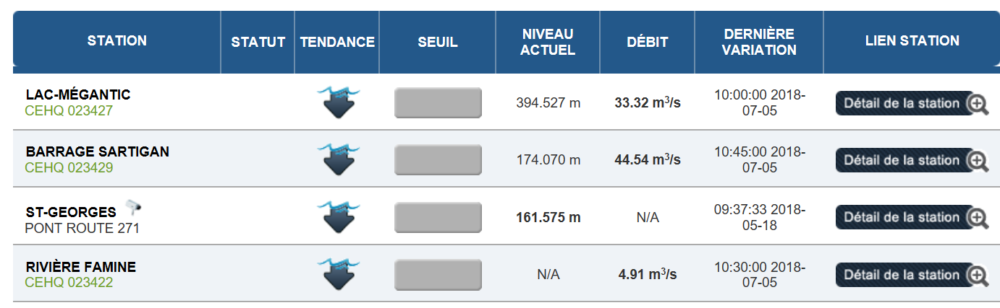 STATION STATUT TENDANCE SEUIL NIVEAU ACTUEL DÉBIT DERNIÈRE VARIATION LIEN STATION
LAC-MÉGANTIC
CEHQ 023427
394.527 m 33.32 m³/s 10:00:00 2018-
07-05
Détail de la station
BARRAGE SARTIGAN
CEHQ 023429
174.070 m 44.54 m³/s 10:45:00 2018-
07-05
Détail de la station
ST-GEORGES
PONT ROUTE 271
161.575 m N/A 09:37:33 2018-
05-18
Détail de la station
RIVIÈRE FAMINE
CEHQ 023422
N/A 4.91 m³/s 10:30:00 2018-
07-05
Détail de la station